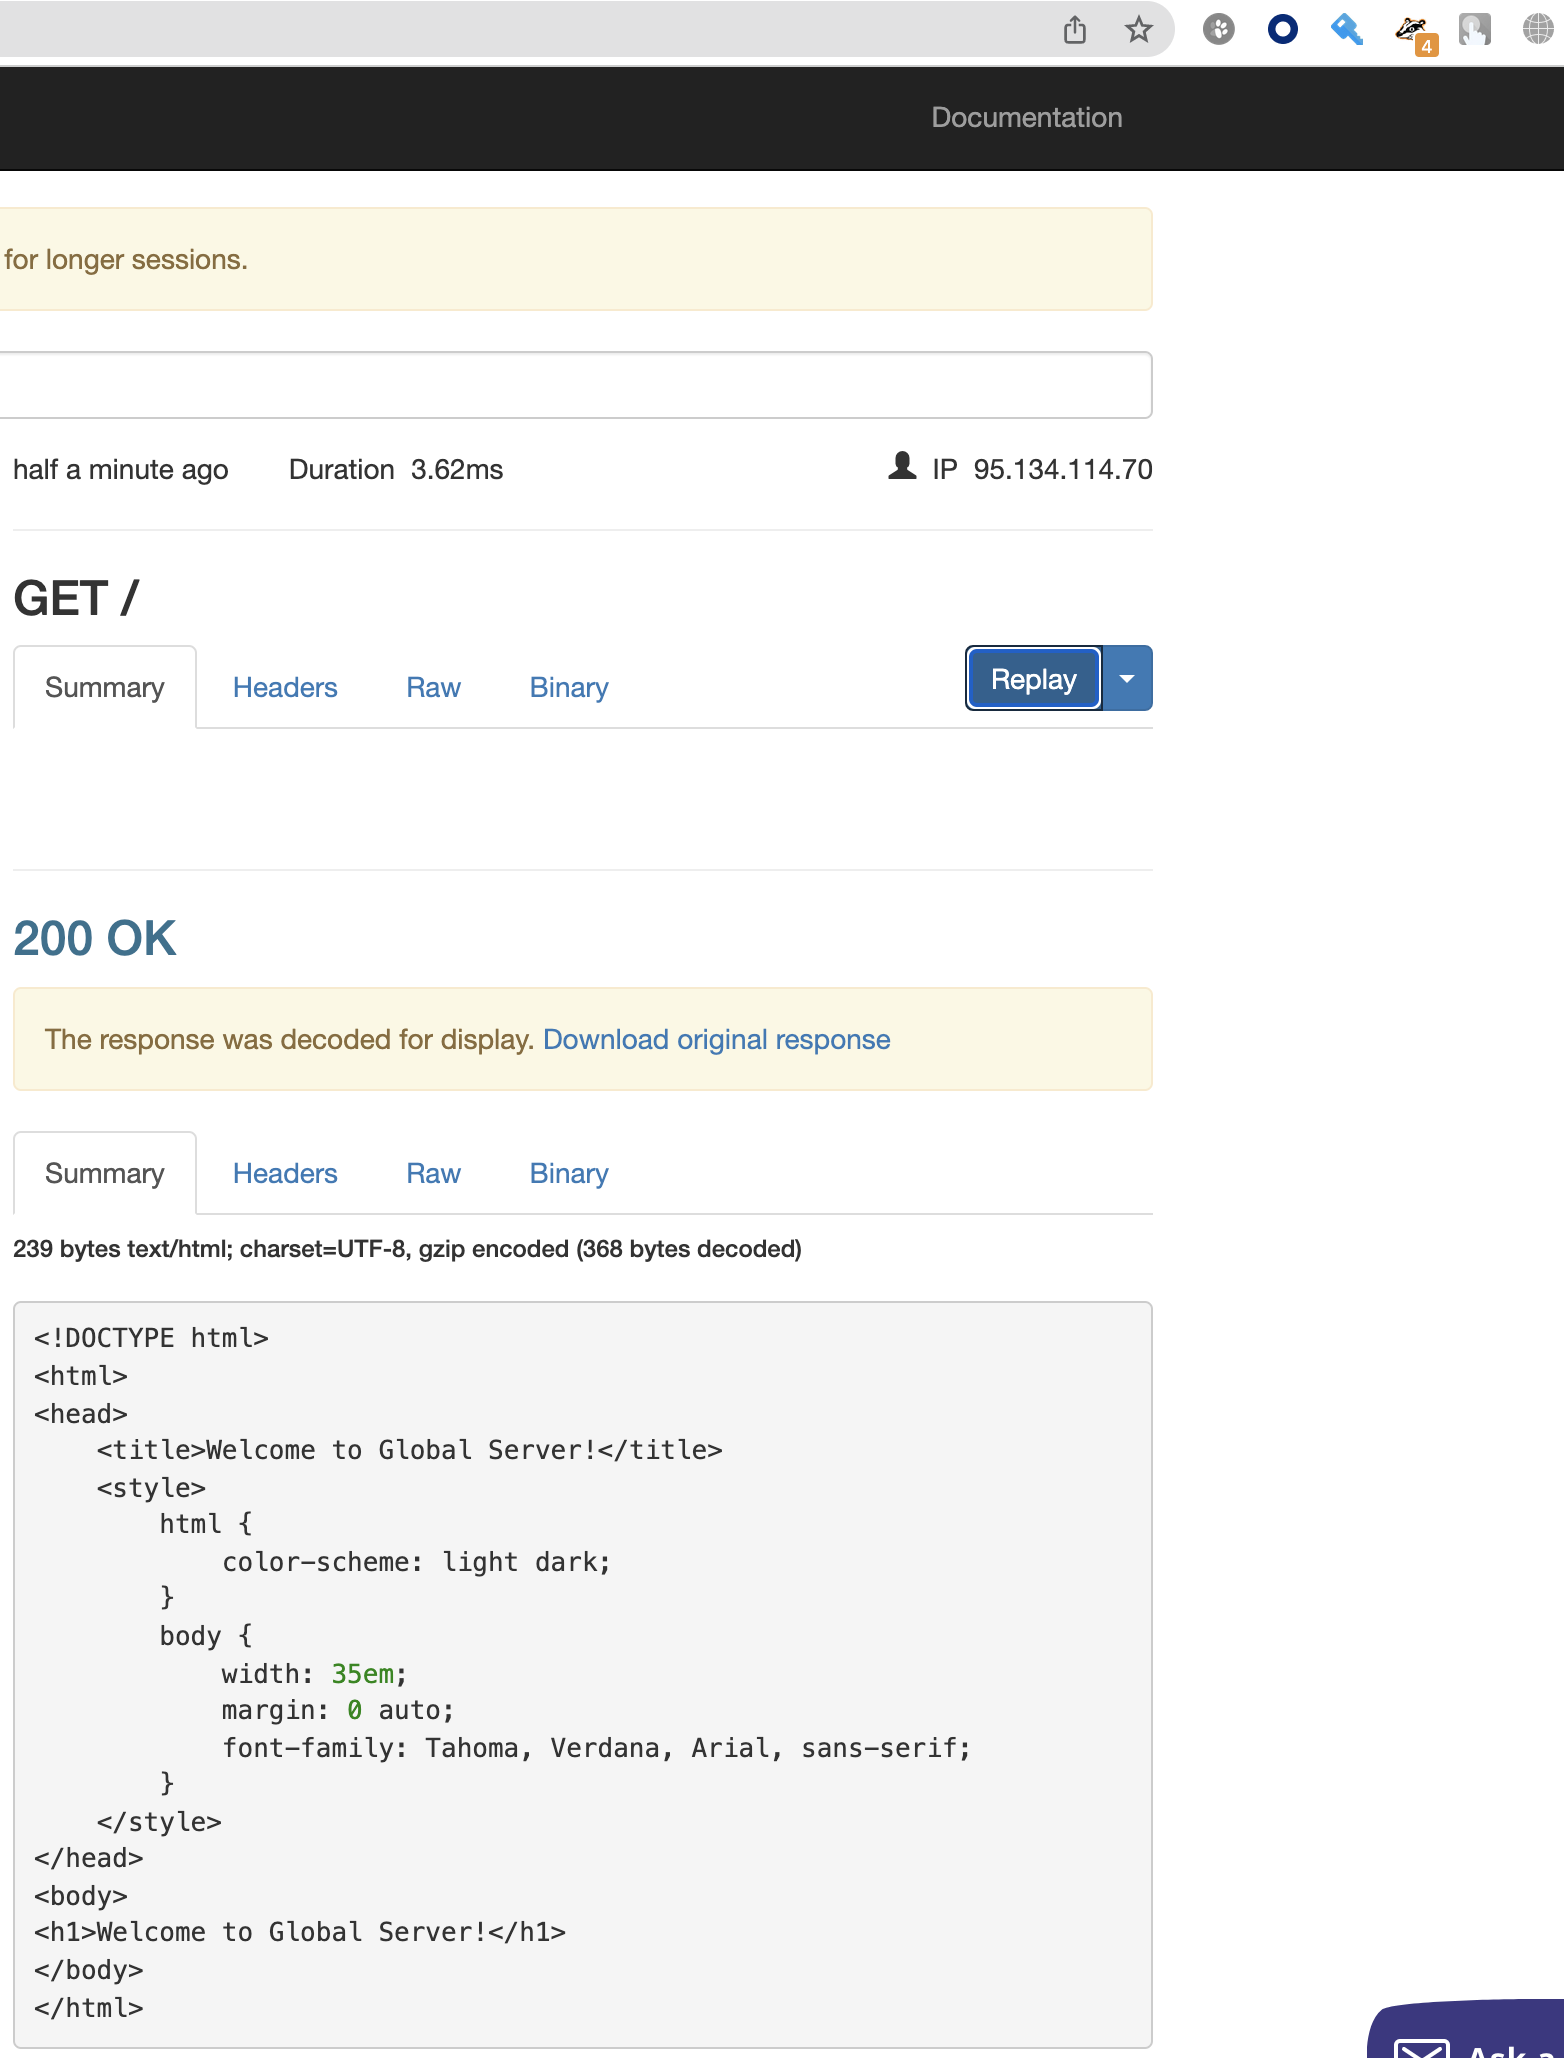 4
Documentation
for longer sessions.
half a minute ago Duration 3.62ms IP 95.134.114.70
GET /
Summary Headers Raw Binary Replay
200 OK
The response was decoded for display. Download original response
Summary Headers Raw Binary
239 bytes text/html; charset=UTF-8, gzip encoded (368 bytes decoded)
<!DOCTYPE html>
<html>
<head>
    <title>Welcome to Global Server!</title>
    <style>
        html {
            color-scheme: light dark;
        }
        body {
            width: 35em;
            margin: 0 auto;
            font-family: Tahoma, Verdana, Arial, sans-serif;
        }
    </style>
</head>
<body>
<h1>Welcome to Global Server!</h1>
</body>
</html>
Ask a